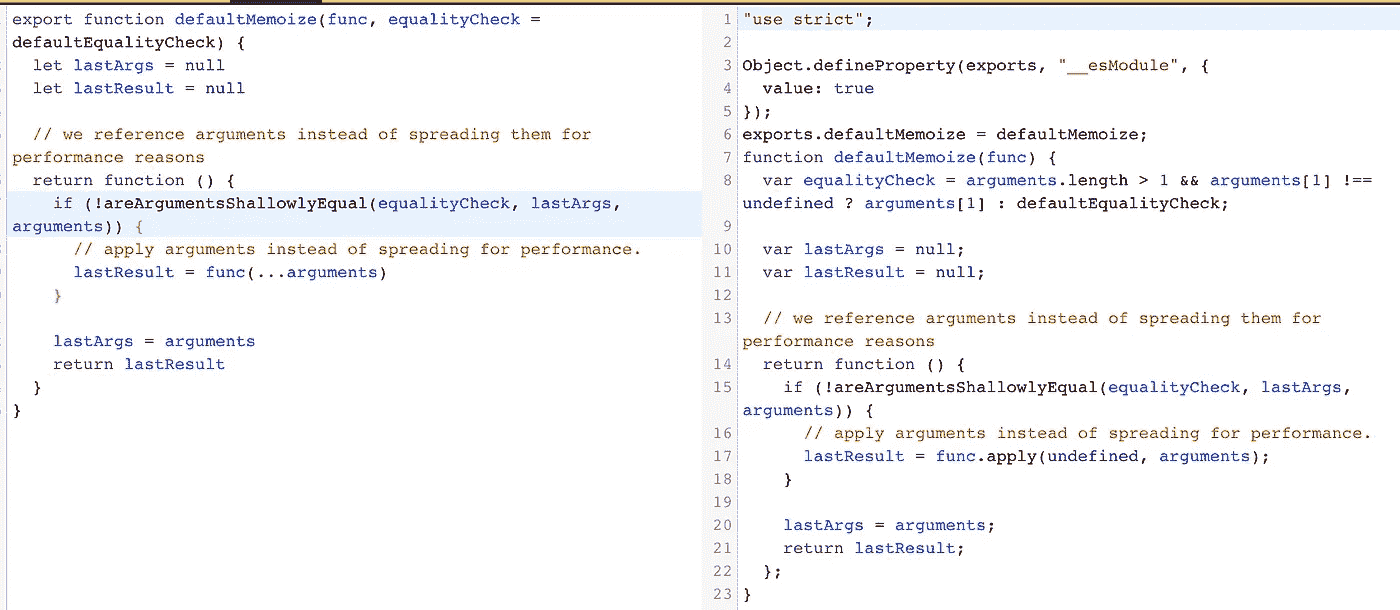 export function defaultMemoize(func, equalityCheck =
defaultEqualityCheck) {
let lastArgs = null
let lastResult = null
// we reference arguments instead of spreading them for
performance reasons
return function () {
if (!areArgumentsShallowlyEqual(equalityCheck, lastArgs,
arguments)) {
// apply arguments instead of spreading for performance.
lastResult = func(...arguments)
}
lastArgs = arguments
return lastResult
}
}
1 "use strict";
2
3 Object.defineProperty(exports, "__esModule", {
4 value: true
5 });
6 exports.defaultMemoize = defaultMemoize;
7 function defaultMemoize(func) {
8 var equalityCheck = arguments.length > 1 && arguments[1] !==
undefined ? arguments[1] : defaultEqualityCheck;
9
10 var lastArgs = null;
11 var lastResult = null;
12
13 // we reference arguments instead of spreading them for
performance reasons
14 return function () {
15 if (!areArgumentsShallowlyEqual(equalityCheck, lastArgs,
arguments)) {
16 // apply arguments instead of spreading for performance.
17 lastResult = func.apply(undefined, arguments);
18 }
19
20 lastArgs = arguments;
21 return lastResult;
22 };
23 }